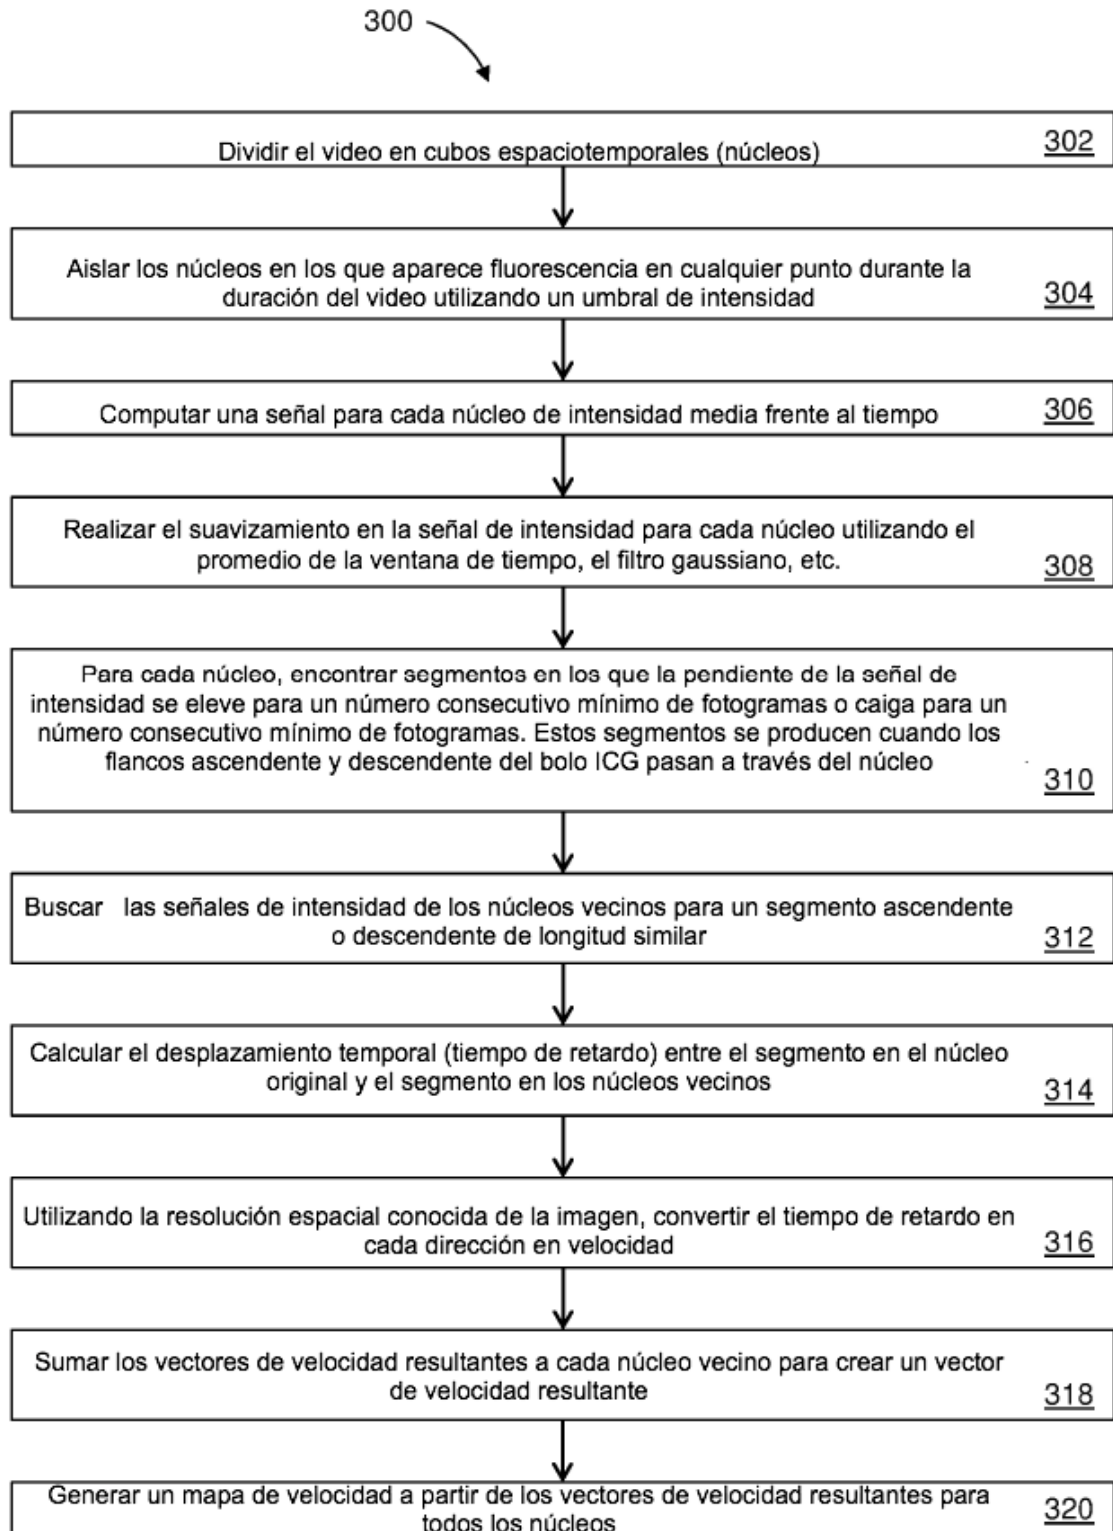 300
Dividir el video en cubos espaciotemporales (núcleos)
302
Aislar los núcleos en los que aparece fluorescencia en cualquier punto durante la
duración del video utilizando un umbral de intensidad
304
Computar una señal para cada núcleo de intensidad media frente al tiempo
306
Realizar el suavizamiento en la señal de intensidad para cada núcleo utilizando el
promedio de la ventana de tiempo, el filtro gaussiano, etc.
308
Para cada núcleo, encontrar segmentos en los que la pendiente de la señal de
intensidad se eleve para un número consecutivo mínimo de fotogramas o caiga para un
número consecutivo mínimo de fotogramas. Estos segmentos se producen cuando los
flancos ascendente y descendente del bolo ICG pasan a través del núcleo
310
Buscar las señales de intensidad de los núcleos vecinos para un segmento ascendente
o descendente de longitud similar
312
Calcular el desplazamiento temporal (tiempo de retardo) entre el segmento en el núcleo
original y el segmento en los núcleos vecinos
314
Utilizando la resolución espacial conocida de la imagen, convertir el tiempo de retardo en
cada dirección en velocidad
316
Sumar los vectores de velocidad resultantes a cada núcleo vecino para crear un vector
de velocidad resultante
318
Generar un mapa de velocidad a partir de los vectores de velocidad resultantes para
todos los núcleos
320